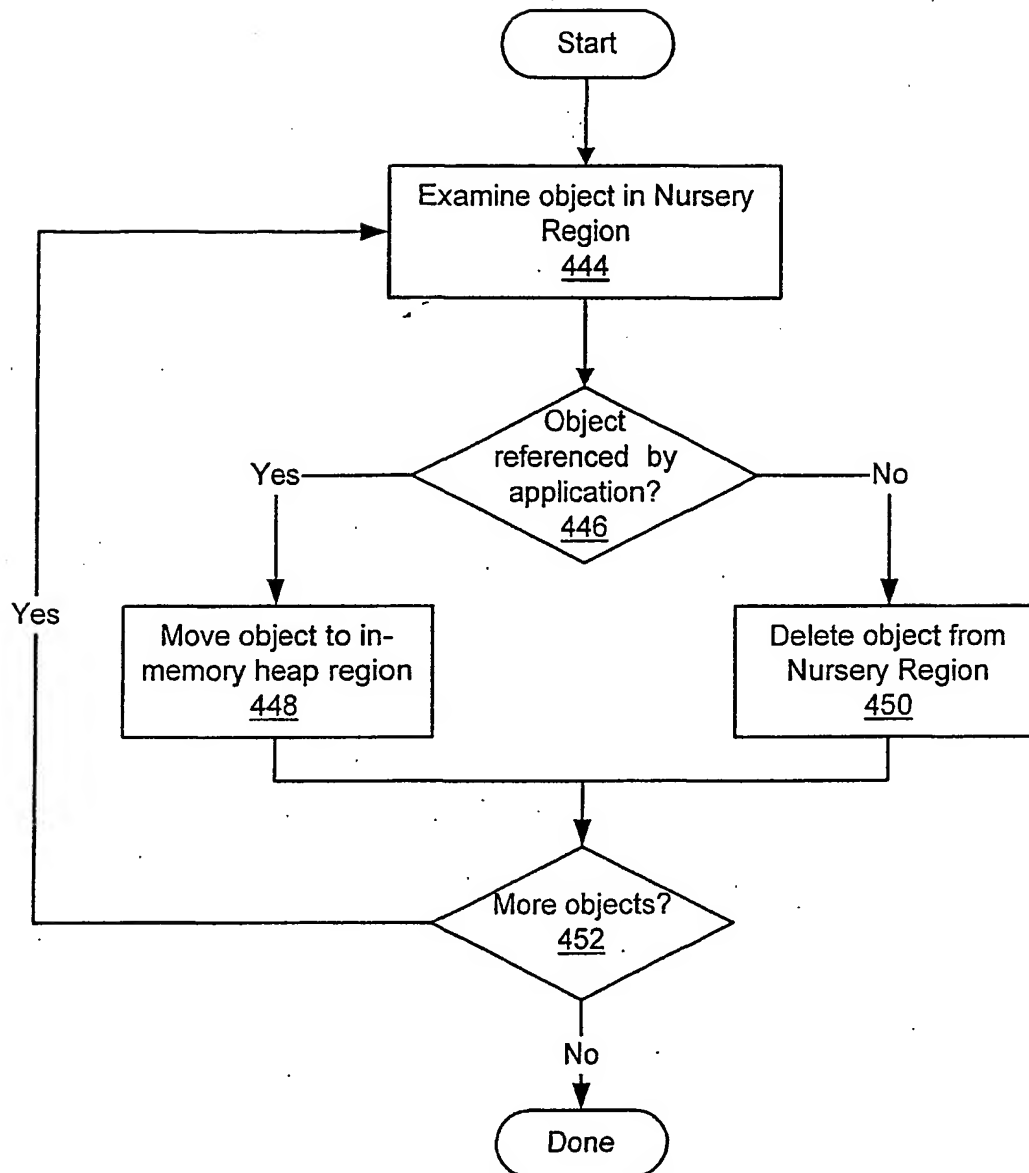 Start
Examine object in Nursery
Region
444
Object
referenced by
application?
446
Yes
No
Yes
Move object to in-
memory heap region
448
Delete object from
Nursery Region
450
More objects?
452
No
Done